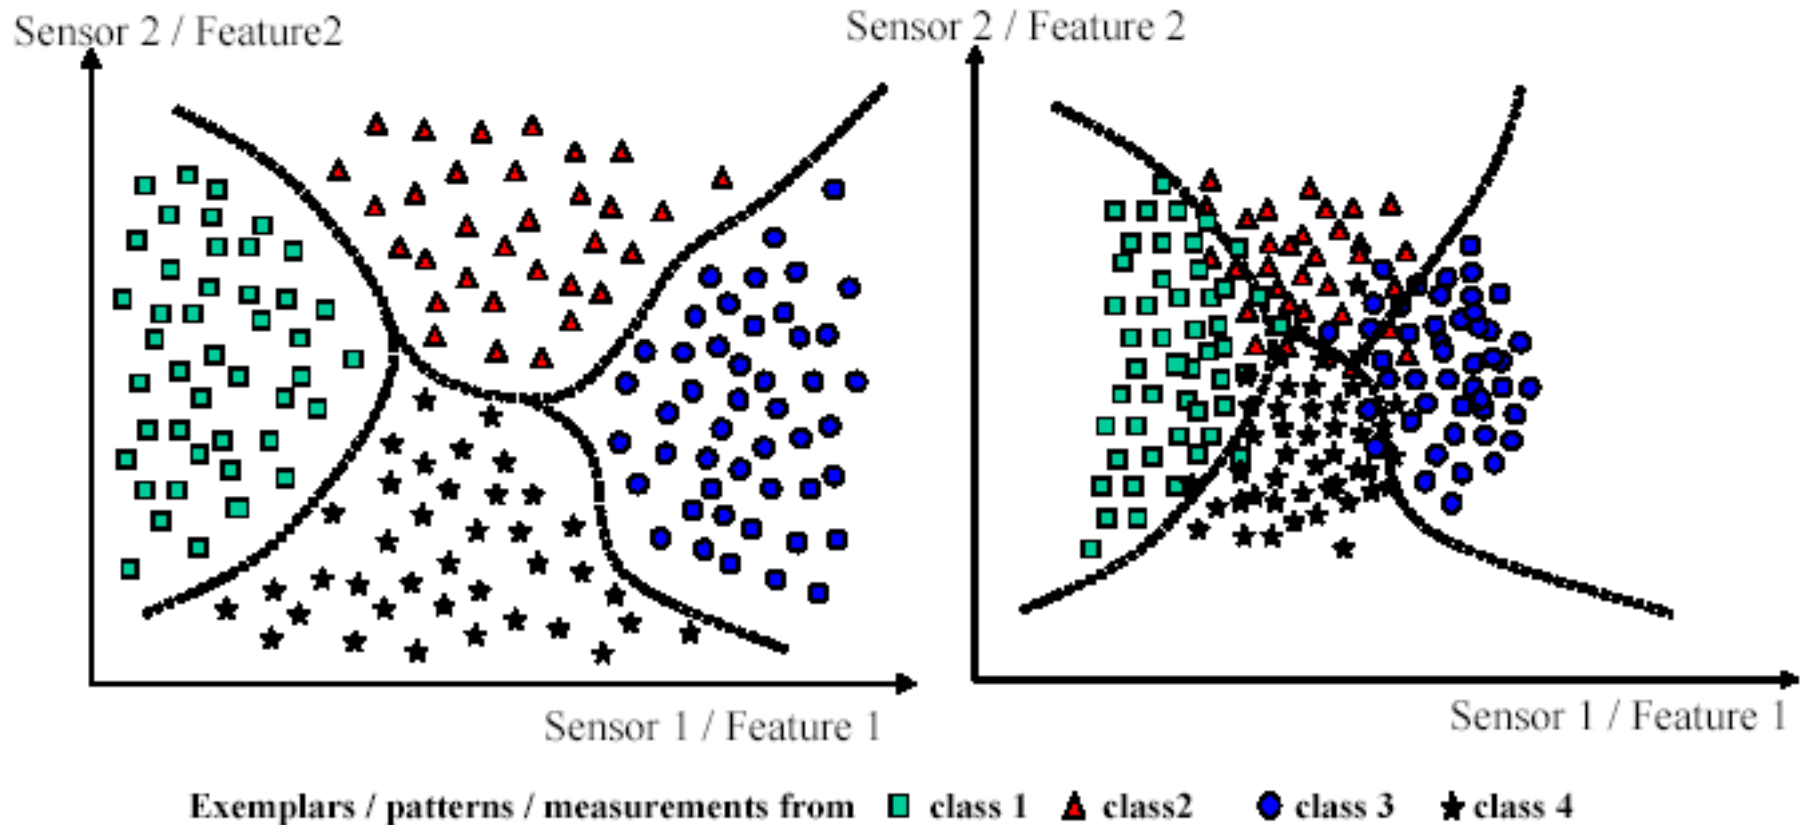 Sensor 2 / Feature2
Sensor 2 / Feature 2
Sensor 1 / Feature 1
Sensor 1 / Feature 1
Exemplars / patterns / measurements from class 1 class2 class 3 class 4